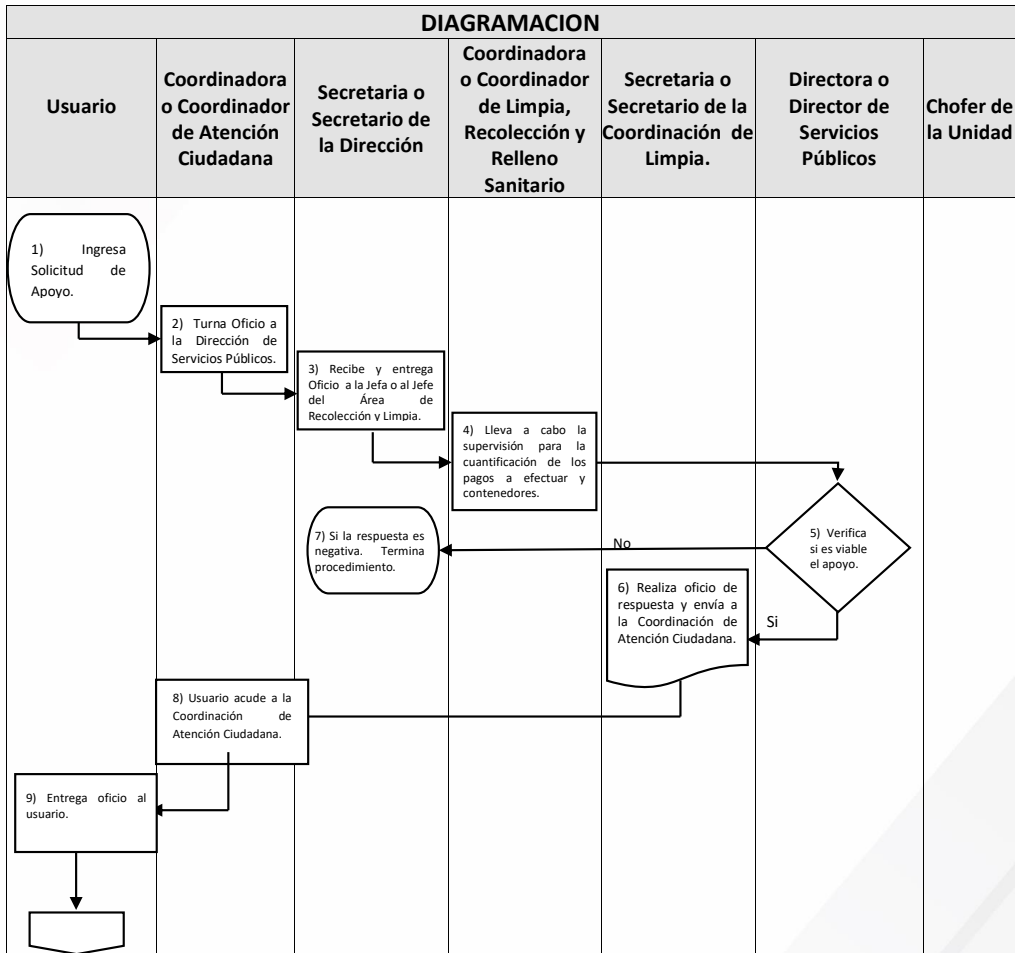 DIAGRAMACION
Usuario
Coordinadora
o Coordinador
de Atención
Ciudadana
Secretaria o
Secretario de
la Dirección
Coordinadora
o Coordinador
de Limpia,
Recolección y
Relleno
Sanitario
Secretaria o
Secretario de la
Coordinación de
Limpia.
Directora o
Director de
Servicios
Públicos
Chofer de
la Unidad
1) Ingresa
Solicitud de
Apoyo.
2) Turna Oficio a
la Dirección de
Servicios Públicos.
3) Recibe y entrega
Oficio a la Jefa o al Jefe
del Área de
Recolección y Limpia.
4) Lleva a cabo la
supervisión para la
cuantificación de los
pagos a efectuar y
contenedores.
5) Verifica
si es viable
el apoyo.
No
7) Si la respuesta es
negativa. Termina
procedimiento.
6) Realiza oficio de
respuesta y envía a
la Coordinación de
Atención Ciudadana.
Si
8) Usuario acude a la
Coordinación de
Atención Ciudadana.
9) Entrega oficio al
usuario.